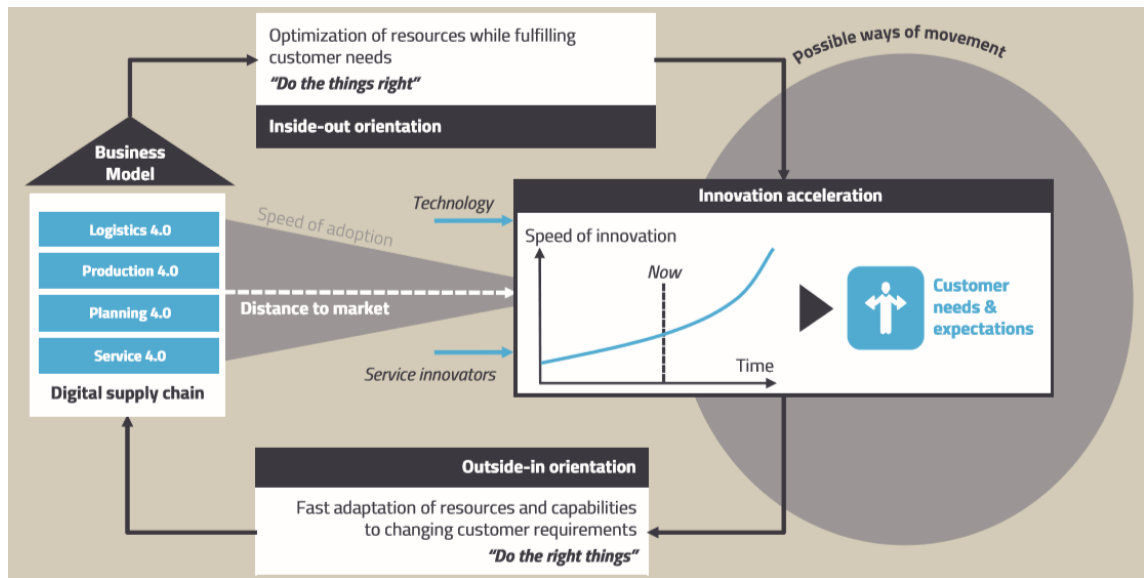 Optimization of resources while fulfilling
customer needs
“Do the things right”
Inside-out orientation
Possible ways of movement
Business
Model
Logistics 4.0
Production 4.0
Planning 4.0
Service 4.0
Digital supply chain
Speed of adoption
Distance to market
Technology
Service innovators
Innovation acceleration
Speed of innovation
Now
Time
Customer
needs &
expectations
Outside-in orientation
Fast adaptation of resources and capabilities
to changing customer requirements
“Do the right things”